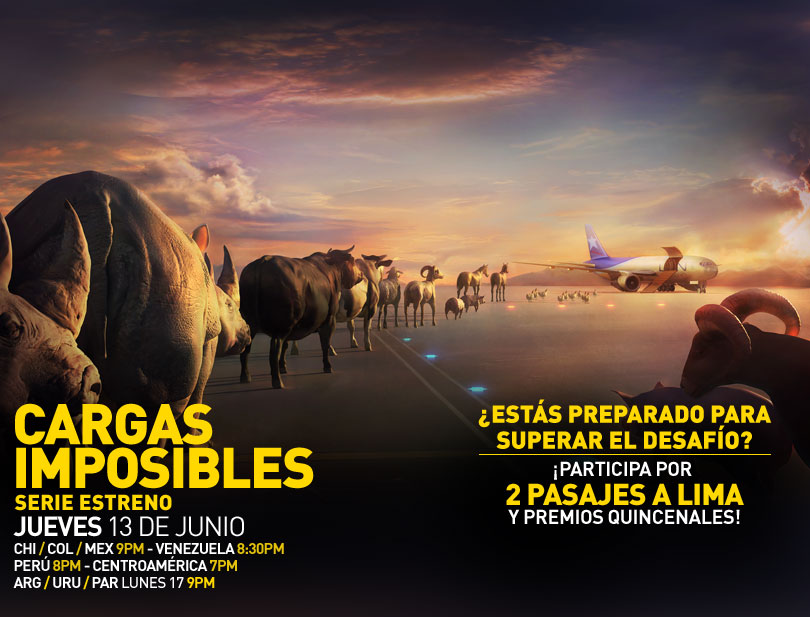 CARGAS
IMPOSIBLES
SERIE ESTRENO
JUEVES 13 DE JUNIO
CHI / COL / MEX 9PM - VENEZUELA 8:30PM
PERÚ 8PM - CENTROAMÉRICA 7PM
ARG / URU / PAR LUNES 17 9PM
¿ESTÁS PREPARADO PARA
SUPERAR EL DESAFÍO?
¡PARTICIPA POR
2 PASAJES A LIMA
Y PREMIOS QUINCENALES!